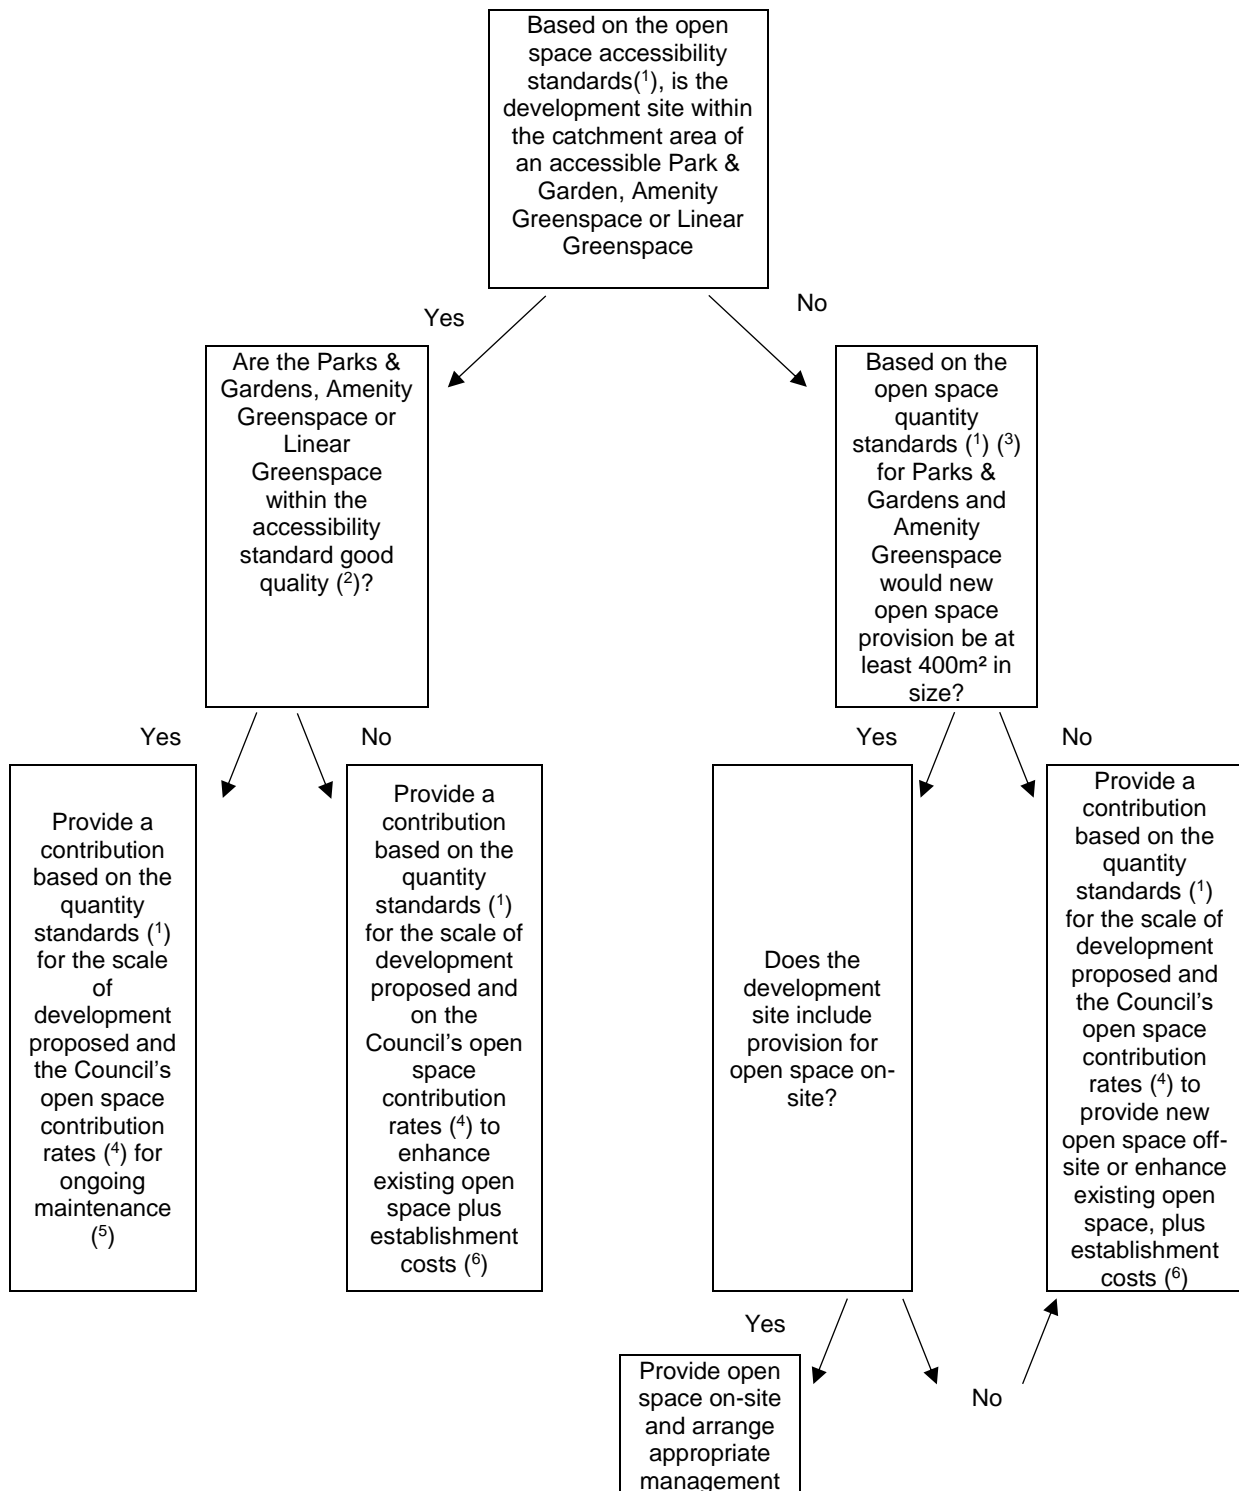 Based on the open
space accessibility
standards(¹), is the
development site within
the catchment area of
an accessible Park &
Garden, Amenity
Greenspace or Linear
Greenspace
Yes
No
Are the Parks &
Gardens, Amenity
Greenspace or
Linear
Greenspace
within the
accessibility
standard good
quality (²)?
Based on the
open space
quantity
standards (¹) (³)
for Parks &
Gardens and
Amenity
Greenspace
would new
open space
provision be at
least 400m² in
size?
Yes
No
Yes
No
Provide a
contribution
based on the
quantity
standards (¹)
for the scale
of
development
proposed and
the Council’s
open space
contribution
rates (⁴) for
ongoing
maintenance
(⁵)
Provide a
contribution
based on the
quantity
standards (¹)
for the scale of
development
proposed and
on the
Council’s open
space
contribution
rates (⁴) to
enhance
existing open
space plus
establishment
costs (⁶)
Does the
development
site include
provision for
open space on-
site?
Provide a
contribution
based on the
quantity
standards (¹)
for the scale of
development
proposed and
the Council’s
open space
contribution
rates (⁴) to
provide new
open space off-
site or enhance
existing open
space, plus
establishment
costs (⁶)
Yes
No
Provide open
space on-site
and arrange
appropriate
management